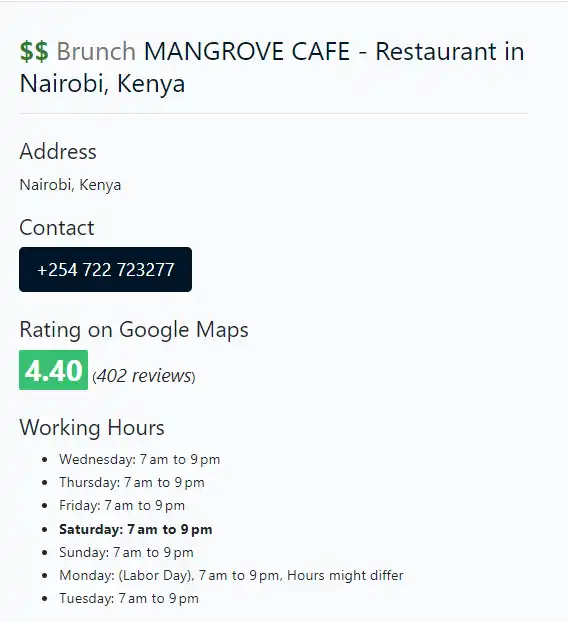 $$ Brunch MANGROVE CAFE - Restaurant in
Nairobi, Kenya
Address
Nairobi, Kenya
Contact
+254 722 723277
Rating on Google Maps
4.40 (402 reviews)
Working Hours
Wednesday: 7 am to 9 pm
Thursday: 7 am to 9 pm
Friday: 7 am to 9 pm
Saturday: 7 am to 9 pm
Sunday: 7 am to 9 pm
Monday: (Labor Day), 7 am to 9 pm, Hours might differ
Tuesday: 7 am to 9 pm